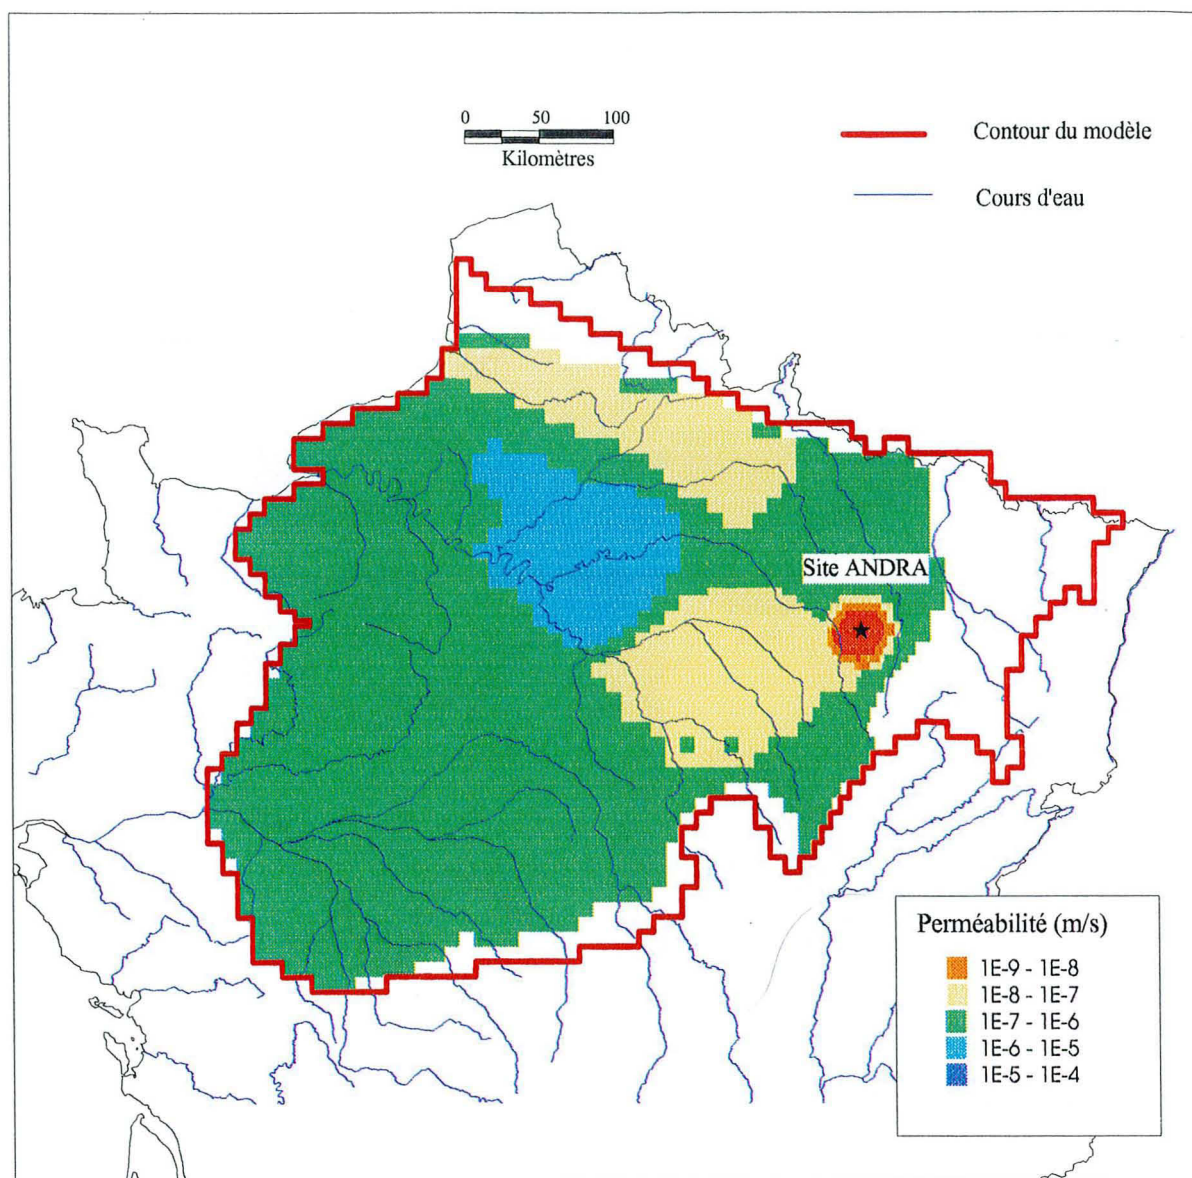 0 50 100
Kilomètres
Contour du modèle
Cours d'eau
Site ANDRA
Perméabilité (m/s)
1E-9 - 1E-8
1E-8 - 1E-7
1E-7 - 1E-6
1E-6 - 1E-5
1E-5 - 1E-4